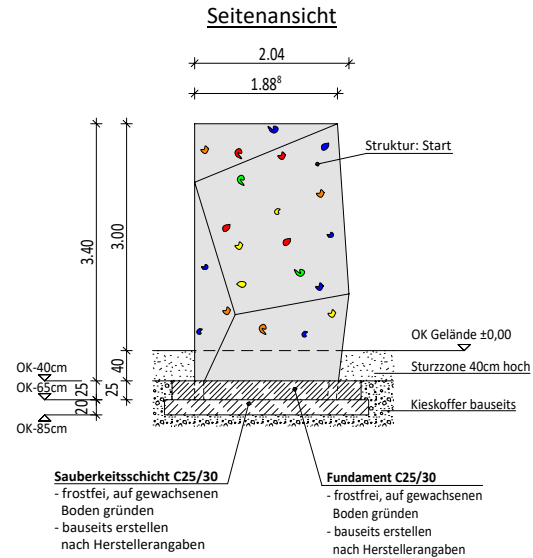 Seitenansicht
2.04
1.88⁸
Struktur: Start
3.40
3.00
OK Gelände ±0,00
OK-40cm
40
Sturzzone 40cm hoch
OK-65cm
25
25
20
Kieskoffer bauseits
OK-85cm
Sauberkeitsschicht C25/30
- frostfrei, auf gewachsenen
Boden gründen
- bauseits erstellen
nach Herstellerangaben
Fundament C25/30
- frostfrei, auf gewachsenen
Boden gründen
- bauseits erstellen
nach Herstellerangaben